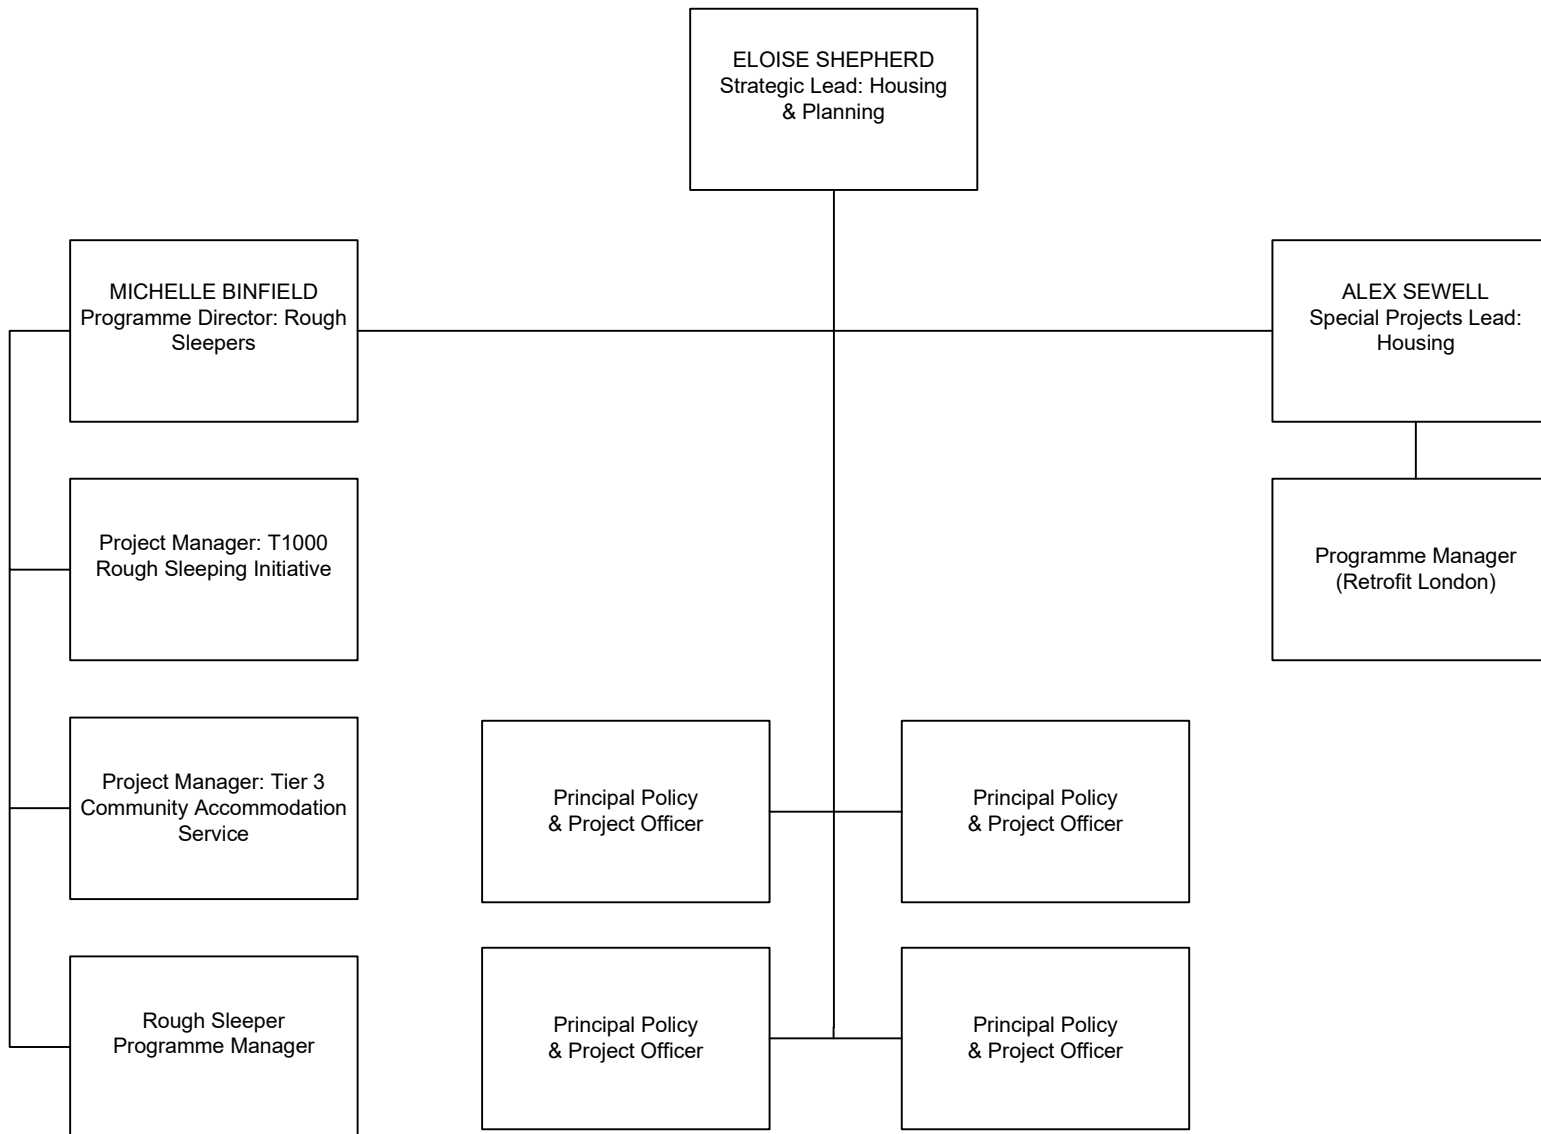 ELOISE SHEPHERD
Strategic Lead: Housing
& Planning
MICHELLE BINFIELD
Programme Director: Rough
Sleepers
ALEX SEWELL
Special Projects Lead:
Housing
Project Manager: T1000
Rough Sleeping Initiative
Programme Manager
(Retrofit London)
Project Manager: Tier 3
Community Accommodation
Service
Principal Policy
& Project Officer
Principal Policy
& Project Officer
Rough Sleeper
Programme Manager
Principal Policy
& Project Officer
Principal Policy
& Project Officer